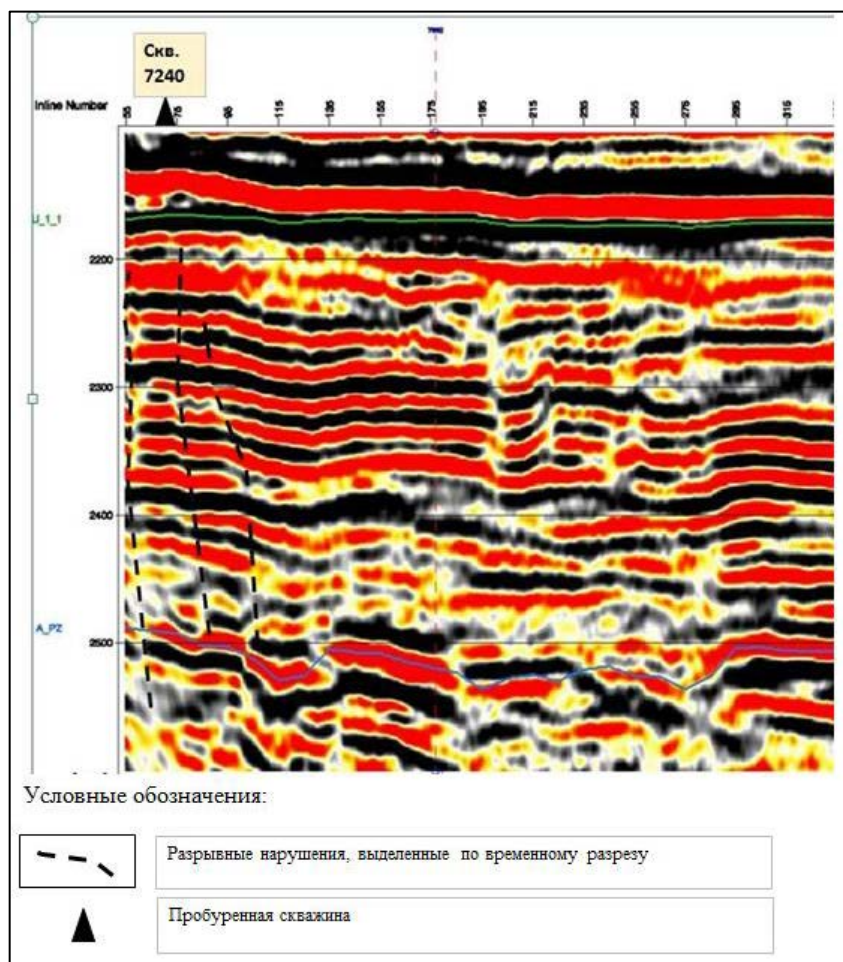 Скв.
7240
Inline Number 55 75 95 115 135 155 175 195 215 235 255 275 295 315
U_1_1
2200
2300
2400
A_PZ
2500
Условные обозначения:
Разрывные нарушения, выделенные по временному разрезу
Пробуренная скважина